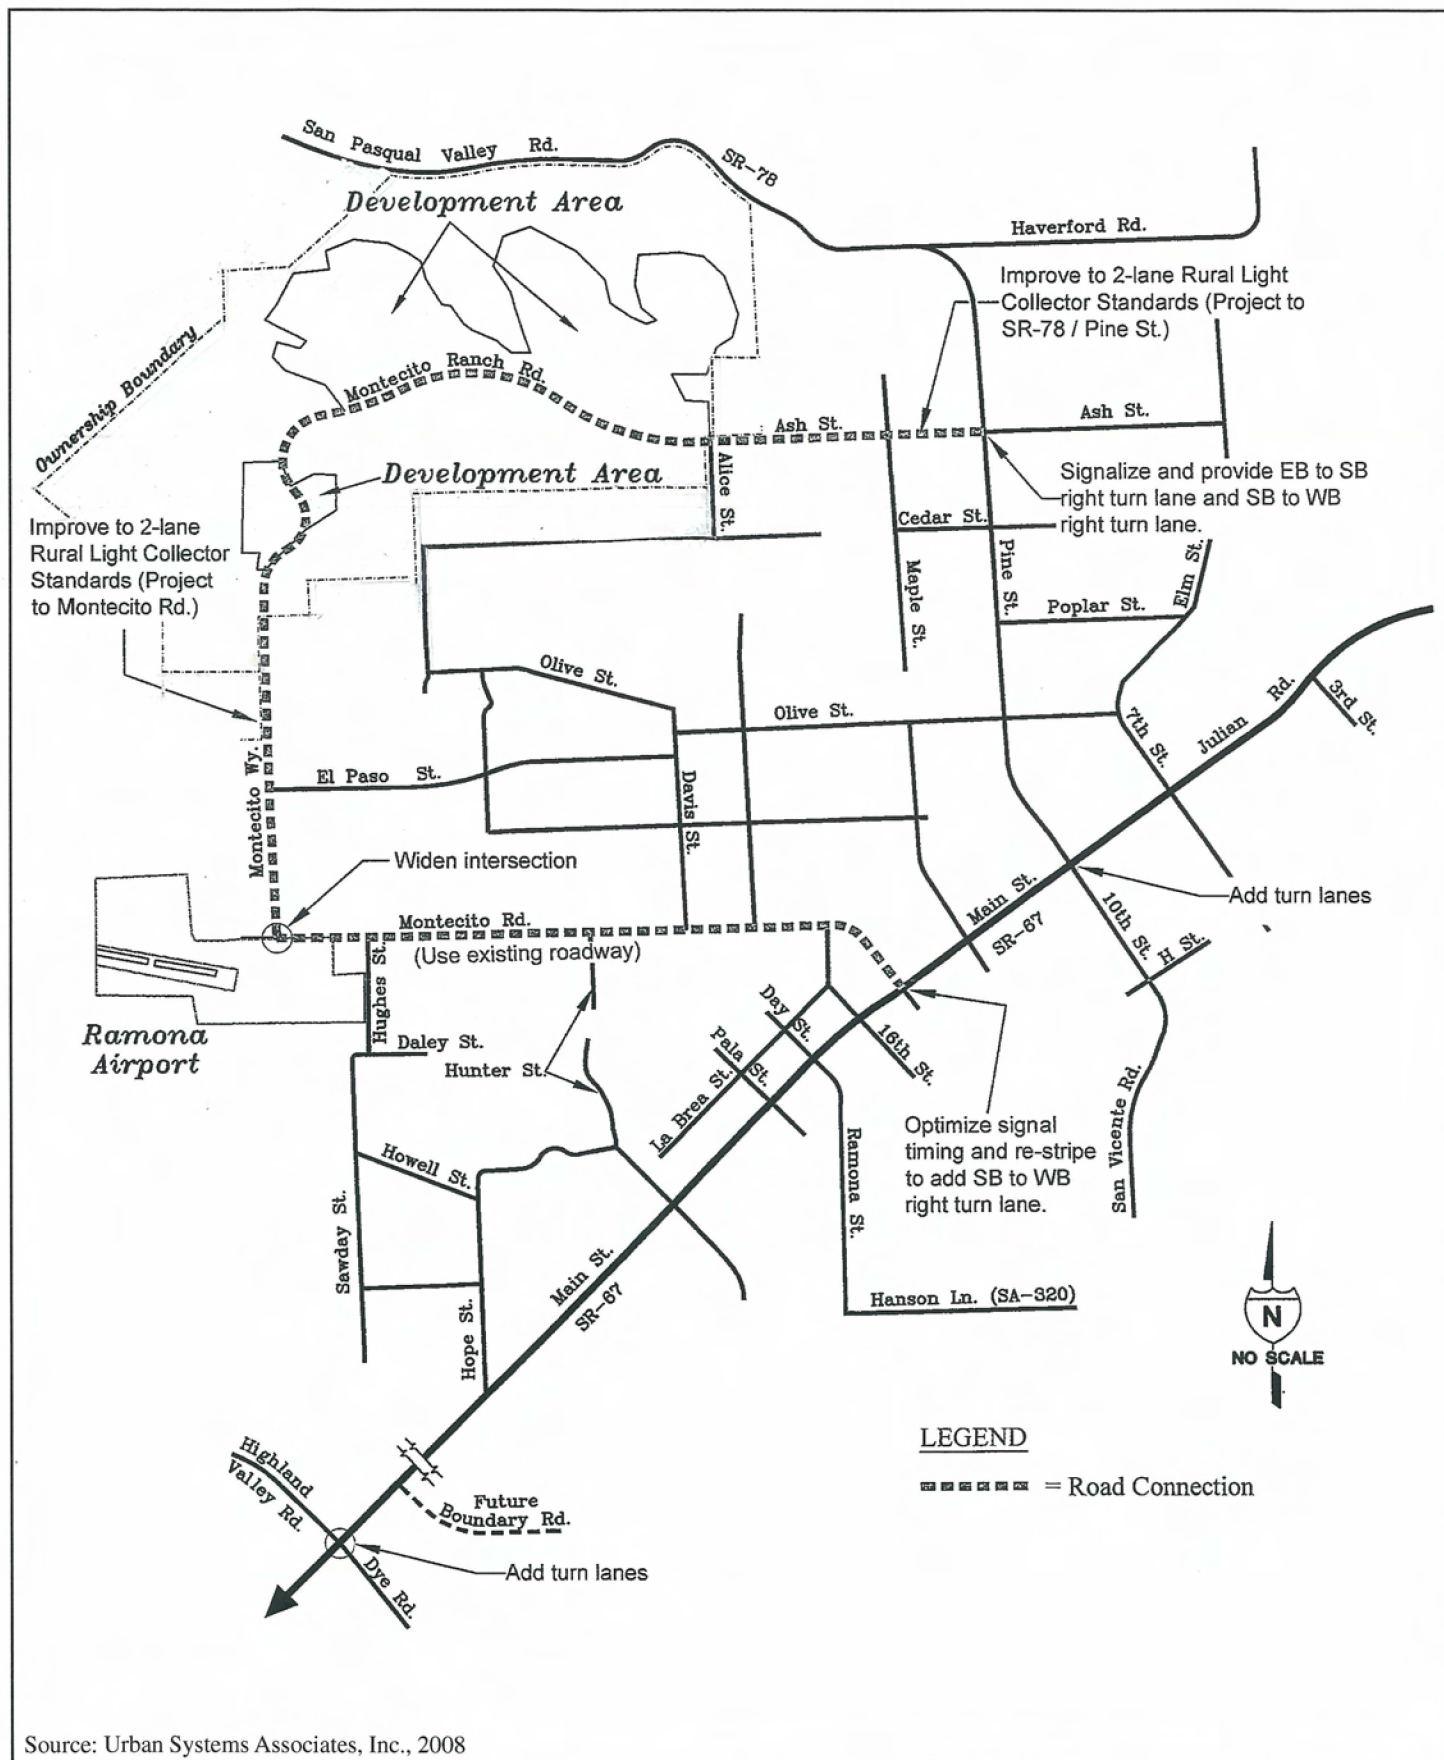 San Pasqual Valley Rd.
SR-78
Development Area
Haverford Rd.
Improve to 2-lane Rural Light
Collector Standards (Project to
SR-78 / Pine St.)
Ownership Boundary
Montecito Ranch Rd.
Ash St.
Ash St.
Development Area
Alice St.
Signalize and provide EB to SB
right turn lane and SB to WB
right turn lane.
Improve to 2-lane
Rural Light Collector
Standards (Project
to Montecito Rd.)
Cedar St.
Maple St.
Pine St.
Elm St.
Poplar St.
Olive St.
Olive St.
7th St.
Julian Rd.
3rd St.
Montecito Wy.
El Paso St.
Davis St.
Widen intersection
Main St.
SR-67
Add turn lanes
10th St.
H St.
Montecito Rd.
(Use existing roadway)
Hughes St.
Ramona
Airport
Daley St.
Hunter St.
Day St.
Pala St.
La Brea St.
16th St.
Optimize signal
timing and re-stripe
to add SB to WB
right turn lane.
San Vicente Rd.
Ramona St.
Howell St.
Sawday St.
Hope St.
Main St.
SR-67
Hanson Ln. (SA-320)
N
NO SCALE
LEGEND
= Road Connection
Highland
Valley Rd.
Future
Boundary Rd.
Dye Rd.
Add turn lanes
Source: Urban Systems Associates, Inc., 2008